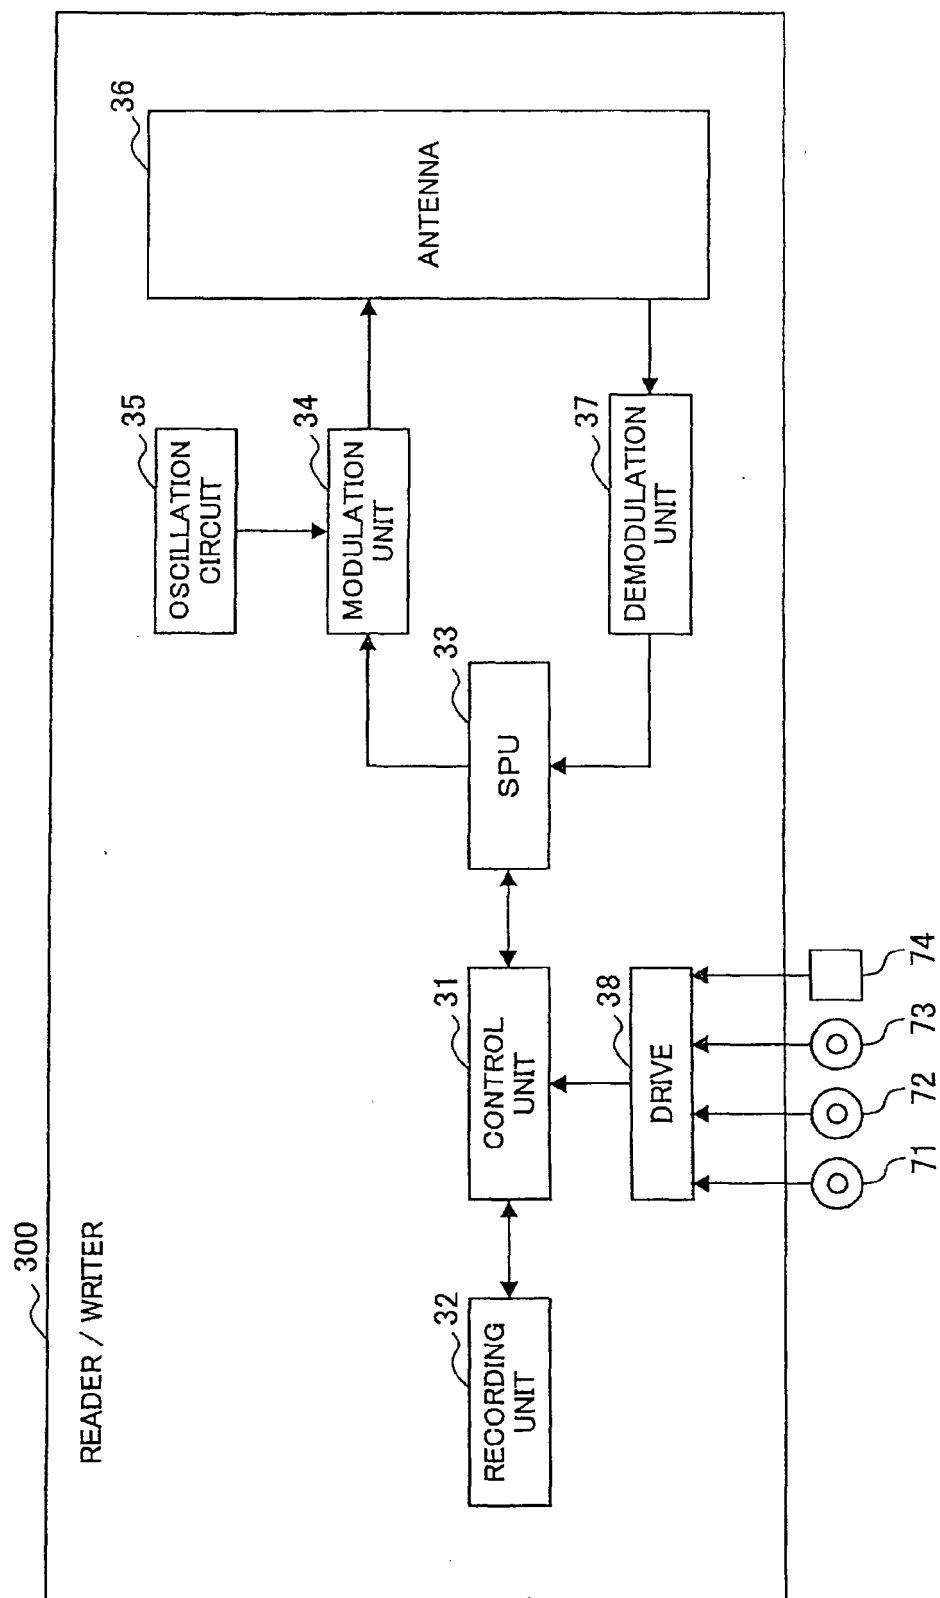 300
READER / WRITER
36
ANTENNA
35
OSCILLATION
CIRCUIT
34
MODULATION
UNIT
37
DEMODULATION
UNIT
33
SPU
31
CONTROL
UNIT
32
RECORDING
UNIT
38
DRIVE
71
72
73
74